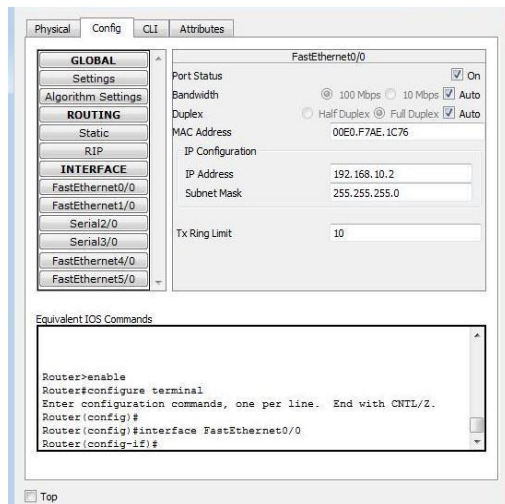 Physical Config CLI Attributes
GLOBAL
Settings
Algorithm Settings
ROUTING
Static
RIP
INTERFACE
FastEthernet0/0
FastEthernet1/0
Serial2/0
Serial3/0
FastEthernet4/0
FastEthernet5/0
FastEthernet0/0
Port Status On
Bandwidth 100 Mbps 10 Mbps Auto
Duplex Half Duplex Full Duplex Auto
MAC Address 00E0.F7AE.1C76
IP Configuration
IP Address 192.168.10.2
Subnet Mask 255.255.255.0
Tx Ring Limit 10
Equivalent IOS Commands
Router>enable
Router#configure terminal
Enter configuration commands, one per line. End with CNTL/Z.
Router(config)#
Router(config)#interface FastEthernet0/0
Router(config-if)#
Top